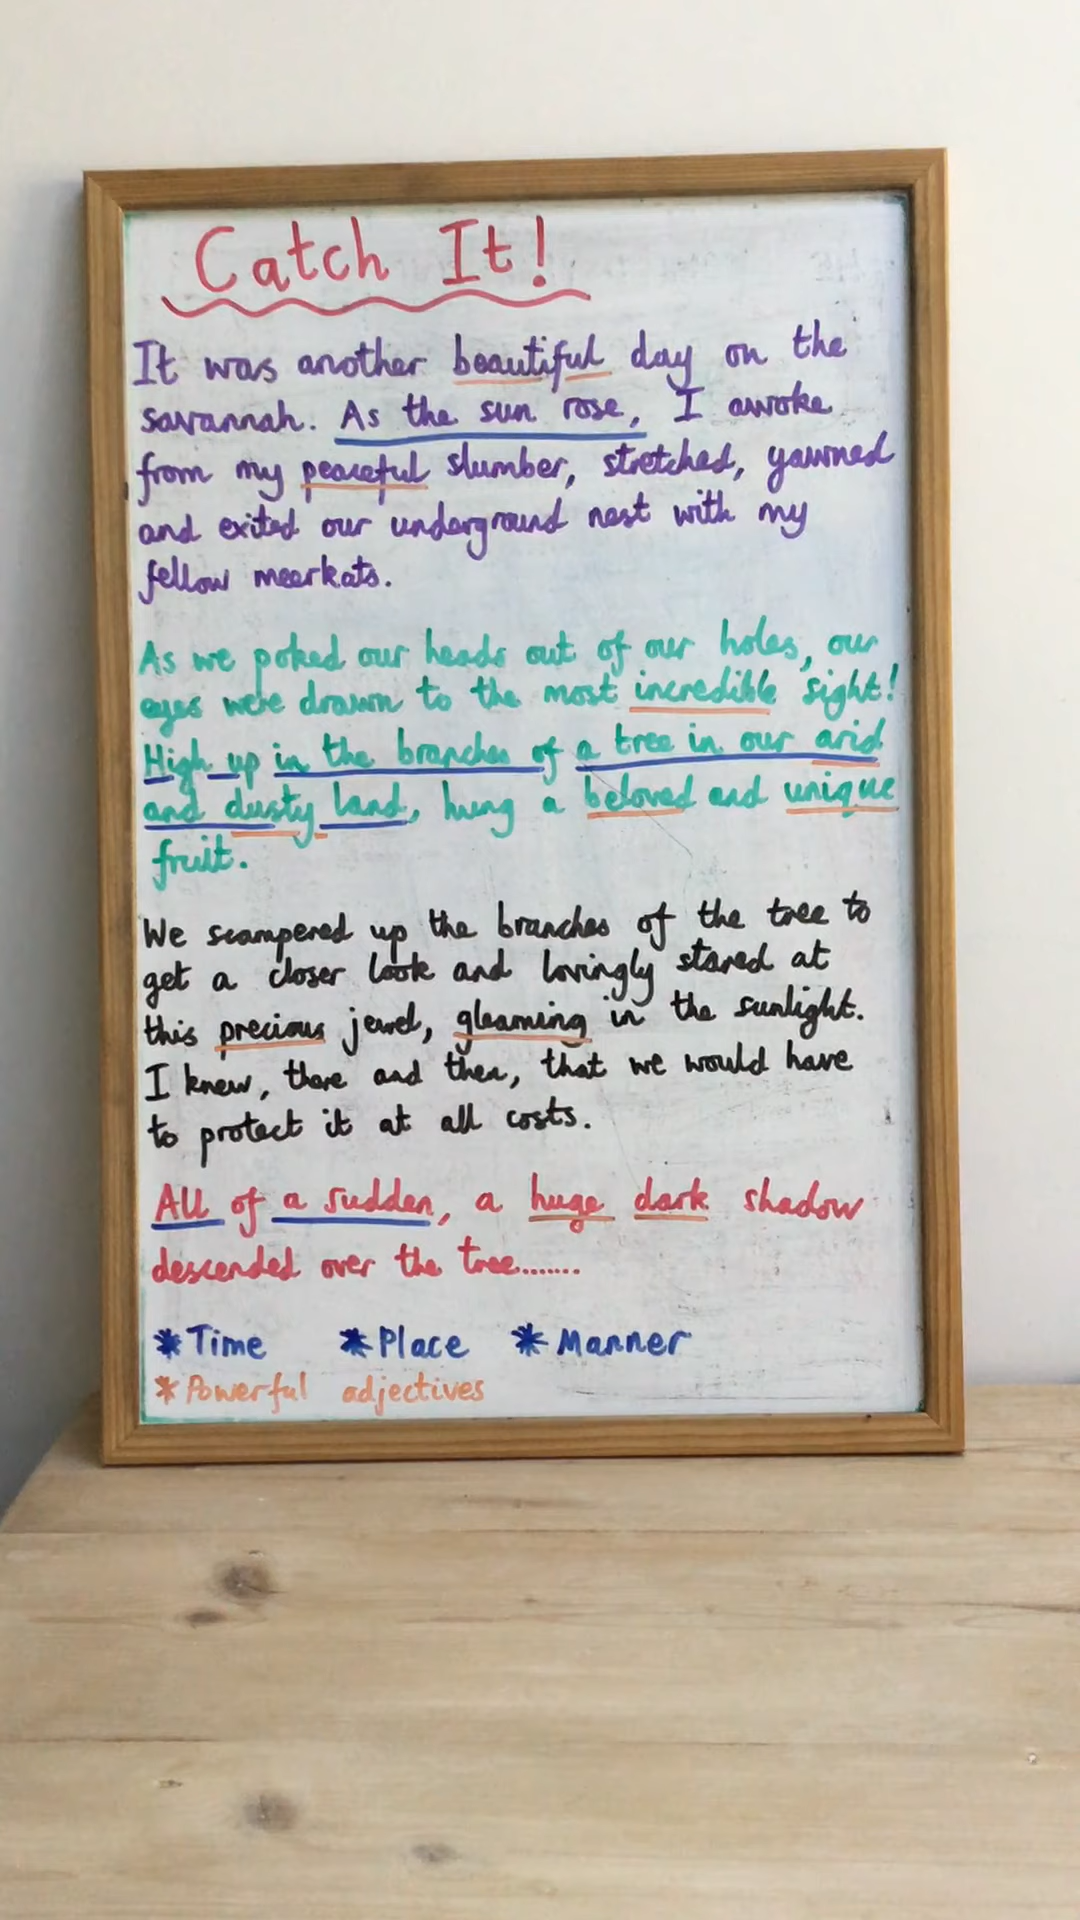 Catch It!
It was another beautiful day on the
savannah. As the sun rose, I awoke
from my peaceful slumber, stretched, yawned
and exited our underground nest with my
fellow meerkats.
As we poked our heads out of our holes, our
eyes were drawn to the most incredible sight!
High up in the branches of a tree in our arid
and dusty land, hung a beloved and unique
fruit.
We scampered up the branches of the tree to
get a closer look and lovingly stared at
this precious jewel, gleaming in the sunlight.
I knew, there and then, that we would have
to protect it at all costs.
All of a sudden, a huge dark shadow
descended over the tree.......
*Time *Place *Manner
*Powerful adjectives